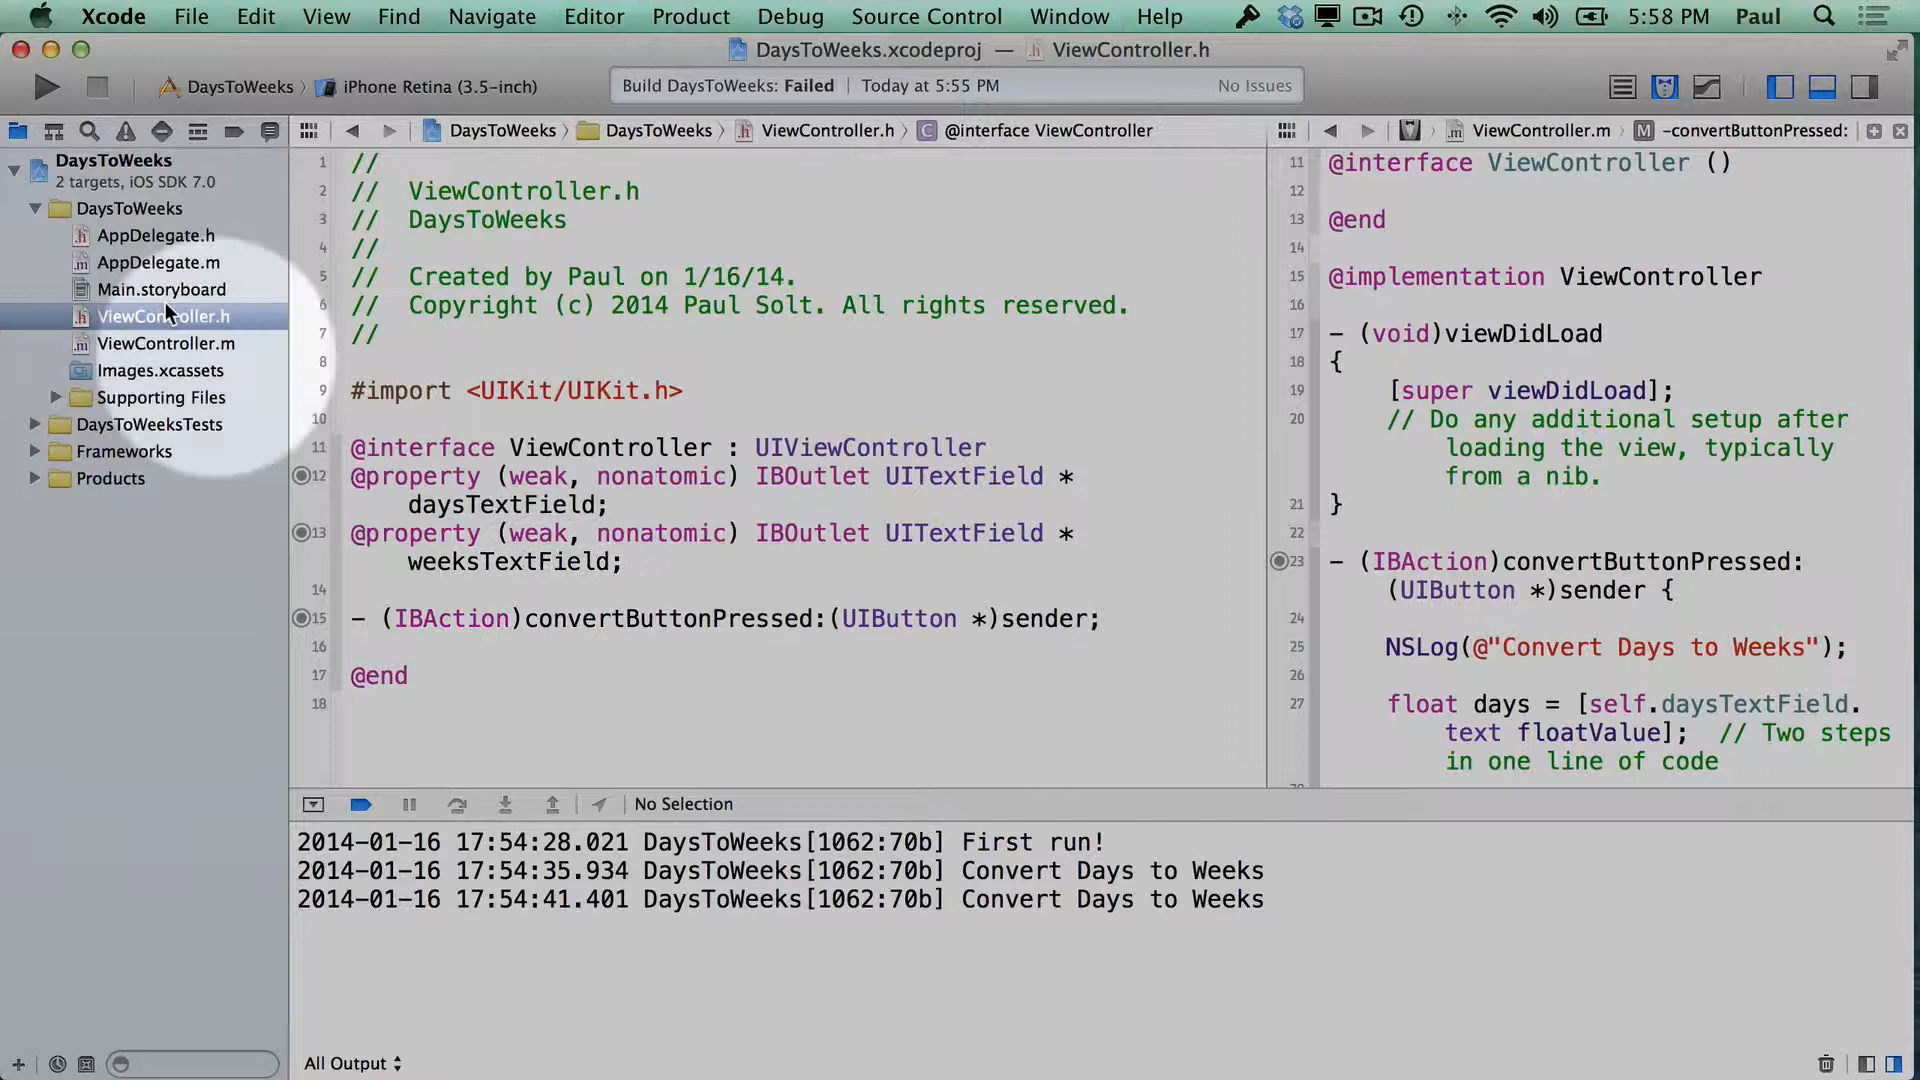 Xcode File Edit View Find Navigate Editor Product Debug Source Control Window Help 5:58 PM Paul
DaysToWeeks.xcodeproj — ViewController.h
DaysToWeeks iPhone Retina (3.5-inch)
Build DaysToWeeks: Failed Today at 5:55 PM No Issues
DaysToWeeks DaysToWeeks ViewController.h @interface ViewController
ViewController.m -convertButtonPressed:
DaysToWeeks
2 targets, iOS SDK 7.0
DaysToWeeks
AppDelegate.h
AppDelegate.m
Main.storyboard
ViewController.h
ViewController.m
Images.xcassets
Supporting Files
DaysToWeeksTests
Frameworks
Products
1 //
2 // ViewController.h
3 // DaysToWeeks
4 //
5 // Created by Paul on 1/16/14.
6 // Copyright (c) 2014 Paul Solt. All rights reserved.
7 //
8
9 #import <UIKit/UIKit.h>
10
11 @interface ViewController : UIViewController
12 @property (weak, nonatomic) IBOutlet UITextField *
daysTextField;
13 @property (weak, nonatomic) IBOutlet UITextField *
weeksTextField;
14
15 - (IBAction)convertButtonPressed:(UIButton *)sender;
16
17 @end
18
11 @interface ViewController ()
12
13 @end
14
15 @implementation ViewController
16
17 - (void)viewDidLoad
18 {
19 [super viewDidLoad];
20 // Do any additional setup after
loading the view, typically
from a nib.
21 }
22
23 - (IBAction)convertButtonPressed:
(UIButton *)sender {
24
25 NSLog(@"Convert Days to Weeks");
26
27 float days = [self.daysTextField.
text floatValue]; // Two steps
in one line of code
No Selection
2014-01-16 17:54:28.021 DaysToWeeks[1062:70b] First run!
2014-01-16 17:54:35.934 DaysToWeeks[1062:70b] Convert Days to Weeks
2014-01-16 17:54:41.401 DaysToWeeks[1062:70b] Convert Days to Weeks
All Output